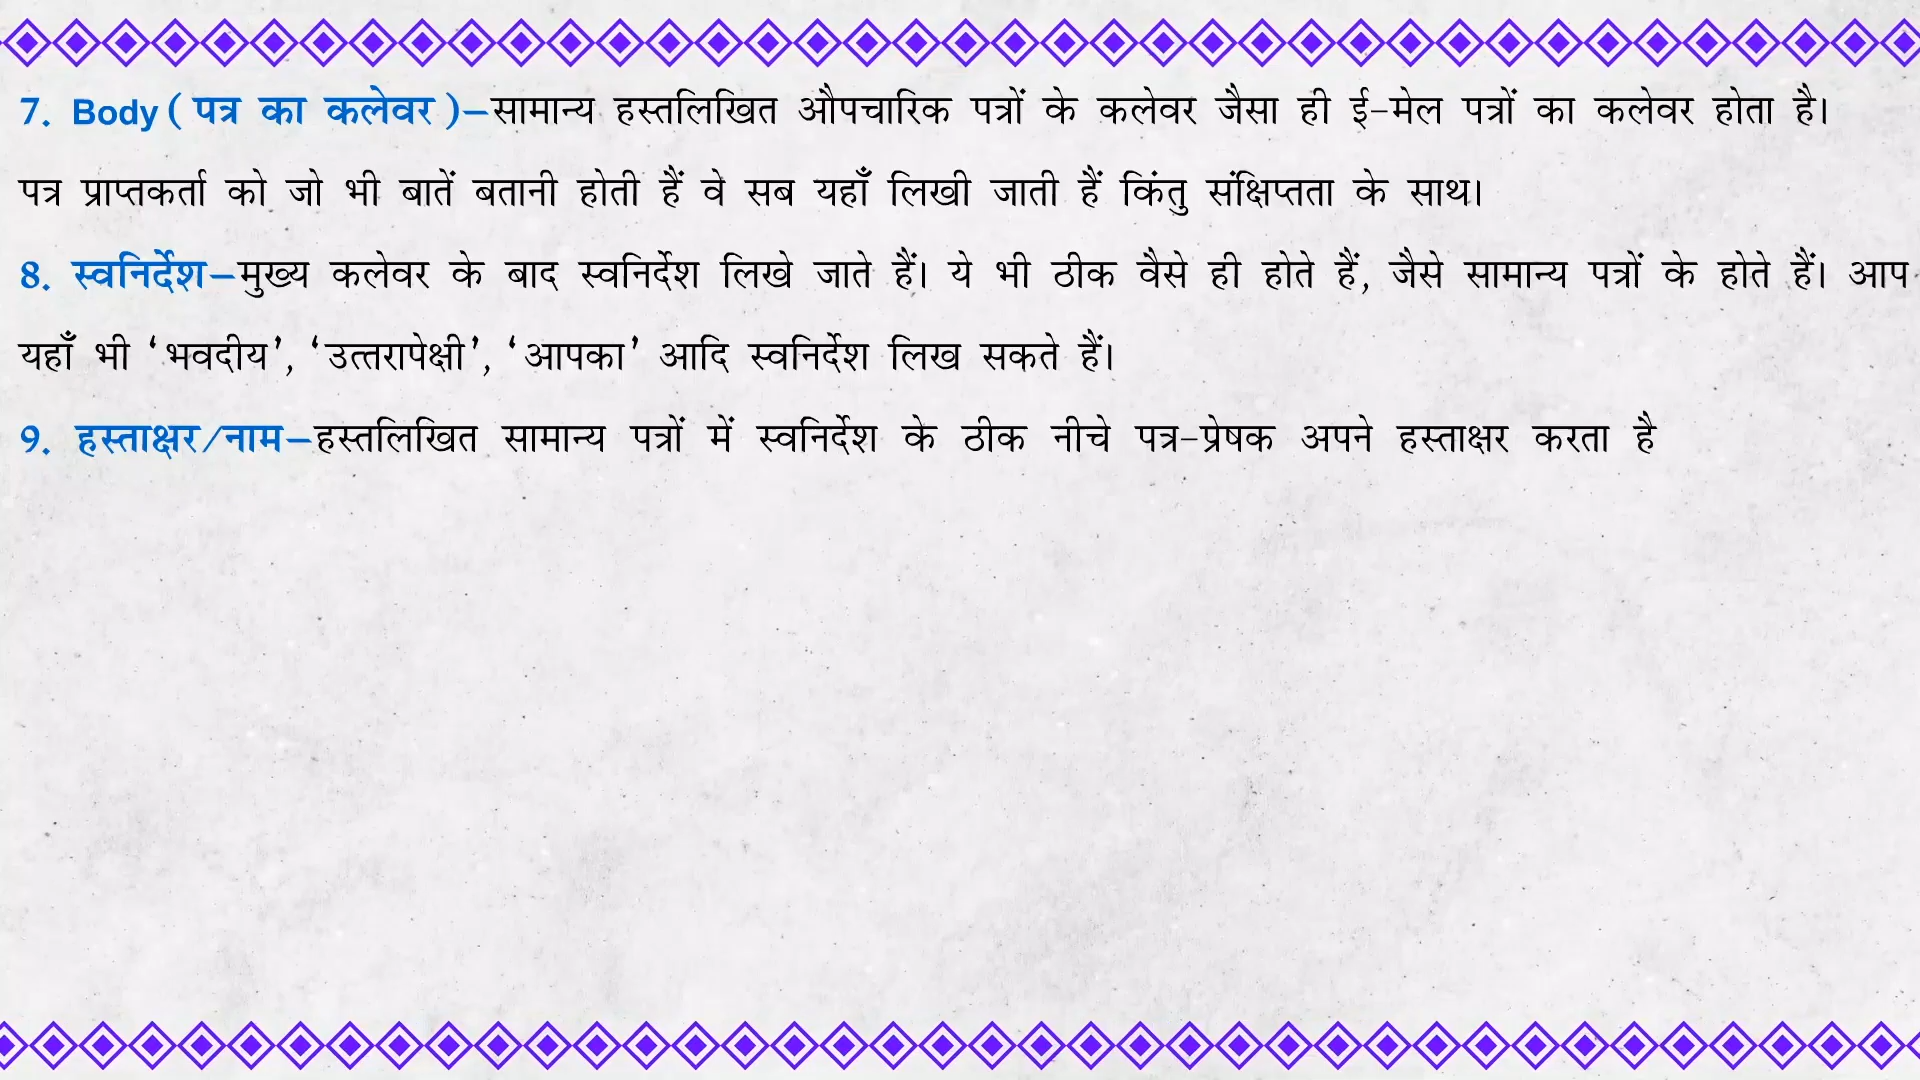 7. Body (पत्र का कलेवर)–सामान्य हस्तलिखित औपचारिक पत्रों के कलेवर जैसा ही ई-मेल पत्रों का कलेवर होता है।
पत्र प्राप्तकर्ता को जो भी बातें बतानी होती हैं वे सब यहाँ लिखी जाती हैं किंतु संक्षिप्तता के साथ।
8. स्वनिर्देश–मुख्य कलेवर के बाद स्वनिर्देश लिखे जाते हैं। ये भी ठीक वैसे ही होते हैं, जैसे सामान्य पत्रों के होते हैं। आप
यहाँ भी ‘भवदीय’, ‘उत्तरापेक्षी’, ‘आपका’ आदि स्वनिर्देश लिख सकते हैं।
9. हस्ताक्षर/नाम–हस्तलिखित सामान्य पत्रों में स्वनिर्देश के ठीक नीचे पत्र-प्रेषक अपने हस्ताक्षर करता है